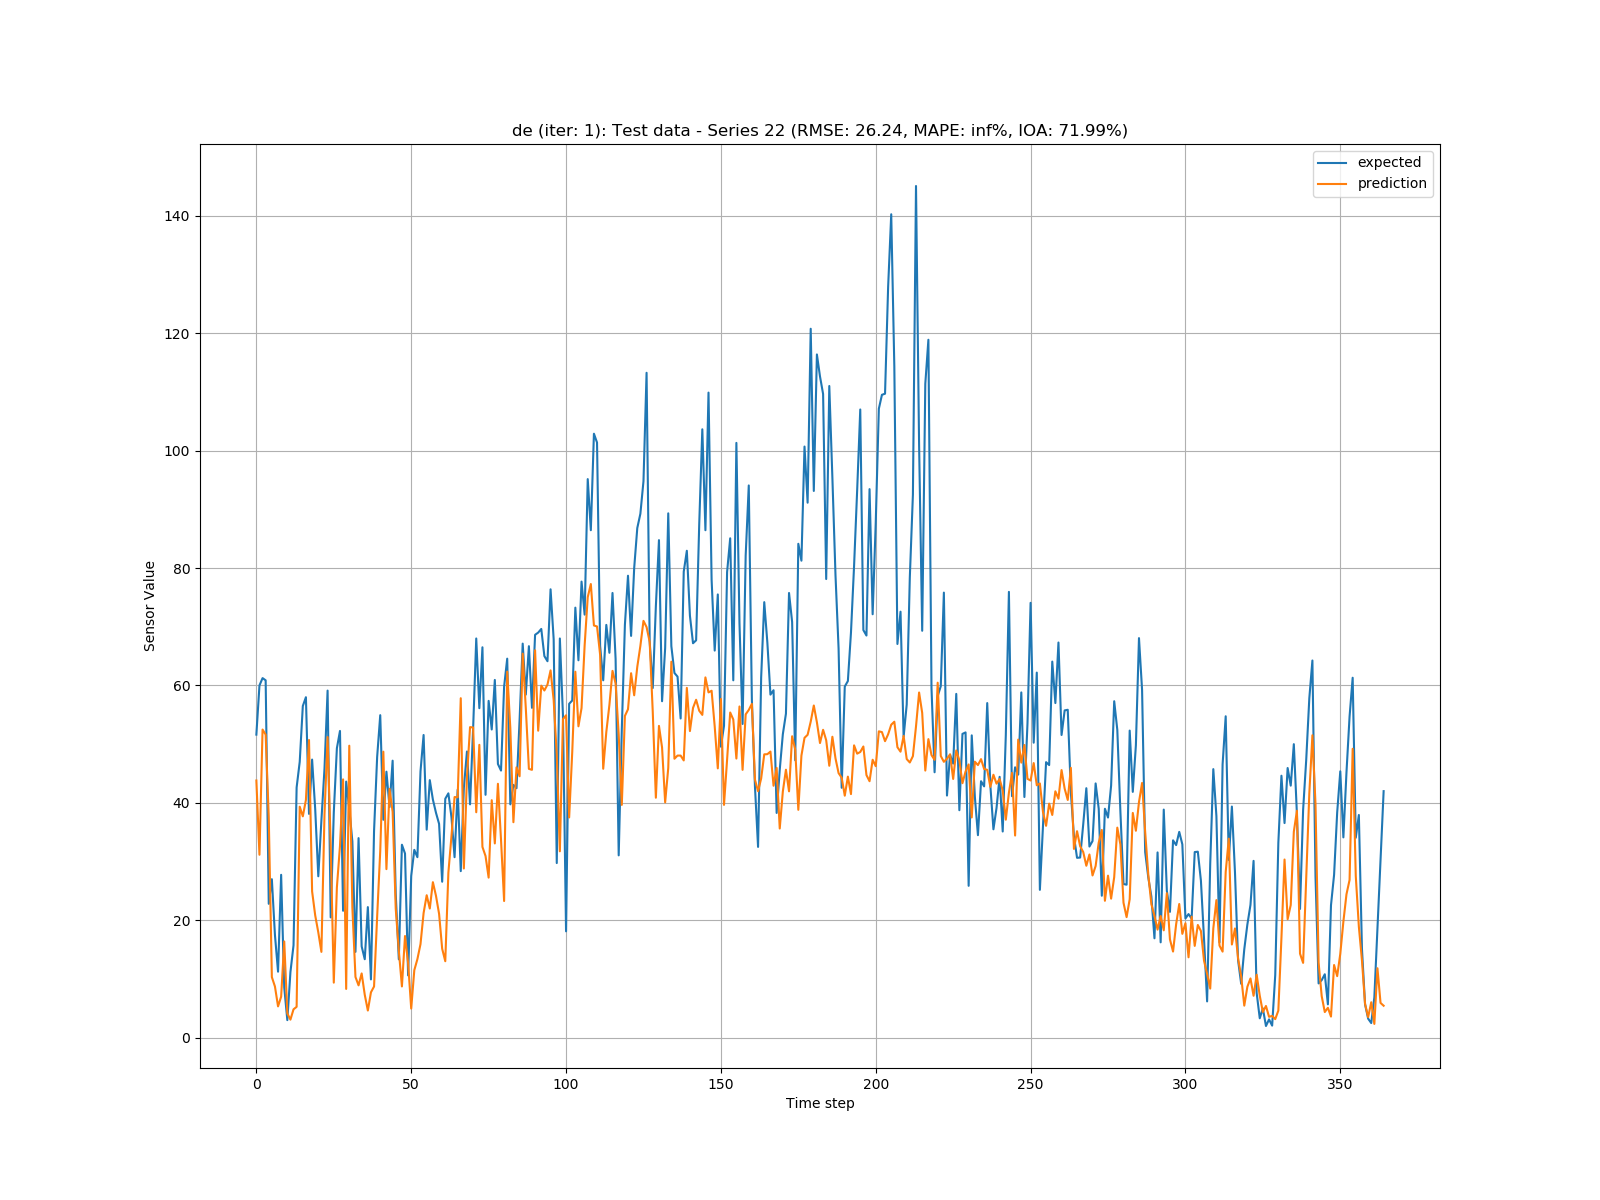 de (iter: 1): Test data - Series 22 (RMSE: 26.24, MAPE: inf%, IOA: 71.99%)
expected
prediction
140
120
100
80
60
40
20
0
Sensor Value
0 50 100 150 200 250 300 350
Time step